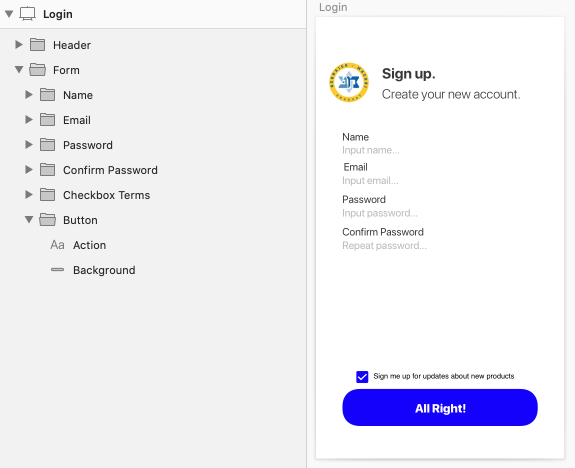 Login
Header
Form
Name
Email
Password
Confirm Password
Checkbox Terms
Button
Aa Action
Background
Login
Sign up.
Create your new account.
Name
Input name...
Email
Input email...
Password
Input password...
Confirm Password
Repeat password...
Sign me up for updates about new products
All Right!